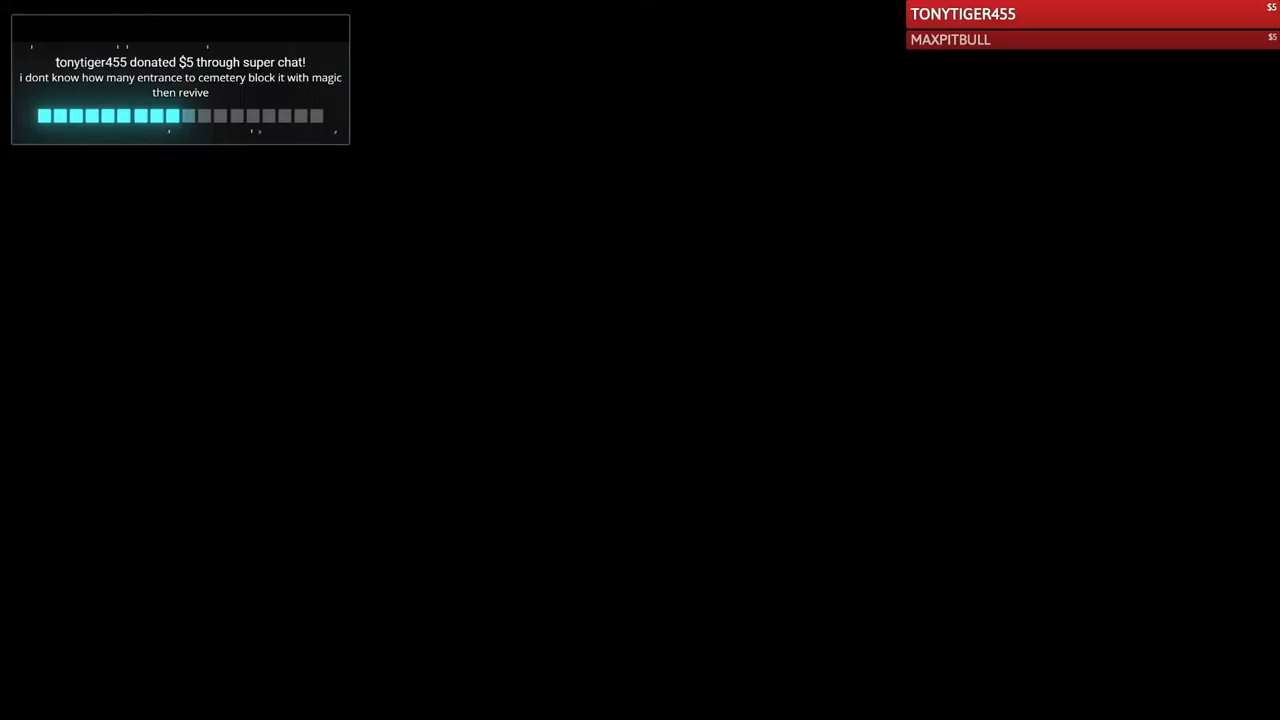 tonytiger455 donated $5 through super chat!
i dont know how many entrance to cemetery block it with magic
then revive
TONYTIGER455 $5
MAXPITBULL $5